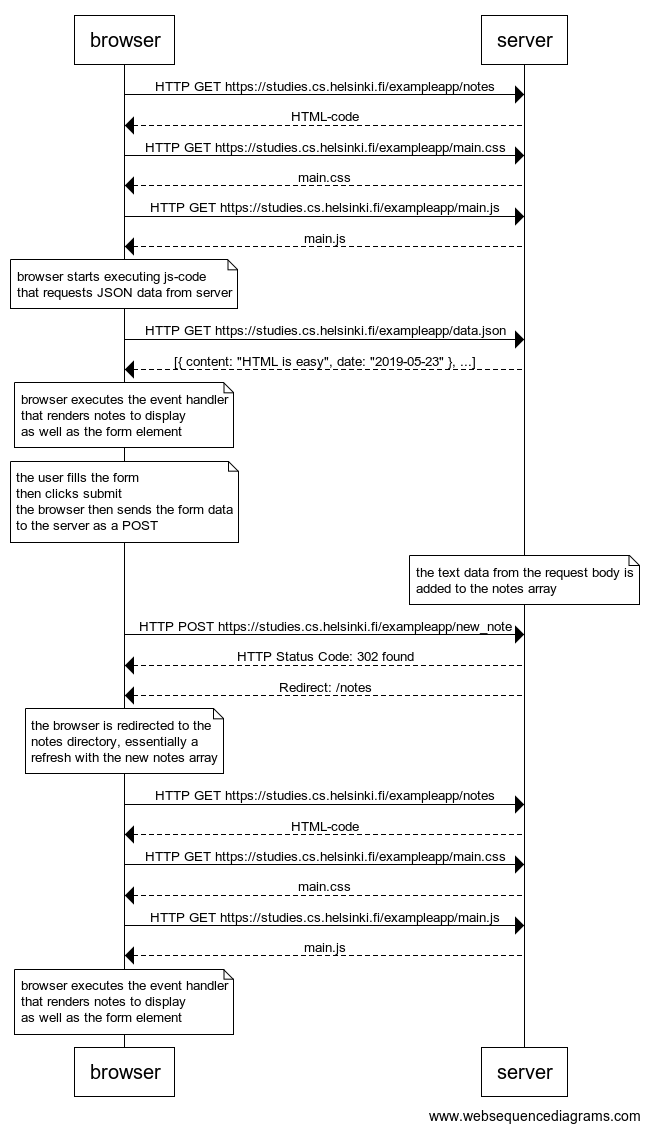 browser
server
HTTP GET https://studies.cs.helsinki.fi/exampleapp/notes
HTML-code
HTTP GET https://studies.cs.helsinki.fi/exampleapp/main.css
main.css
HTTP GET https://studies.cs.helsinki.fi/exampleapp/main.js
main.js
browser starts executing js-code
that requests JSON data from server
HTTP GET https://studies.cs.helsinki.fi/exampleapp/data.json
[{ content: "HTML is easy", date: "2019-05-23" }, ...]
browser executes the event handler
that renders notes to display
as well as the form element
the user fills the form
then clicks submit
the browser then sends the form data
to the server as a POST
the text data from the request body is
added to the notes array
HTTP POST https://studies.cs.helsinki.fi/exampleapp/new_note
HTTP Status Code: 302 found
Redirect: /notes
the browser is redirected to the
notes directory, essentially a
refresh with the new notes array
HTTP GET https://studies.cs.helsinki.fi/exampleapp/notes
HTML-code
HTTP GET https://studies.cs.helsinki.fi/exampleapp/main.css
main.css
HTTP GET https://studies.cs.helsinki.fi/exampleapp/main.js
main.js
browser executes the event handler
that renders notes to display
as well as the form element
browser
server
www.websequencediagrams.com